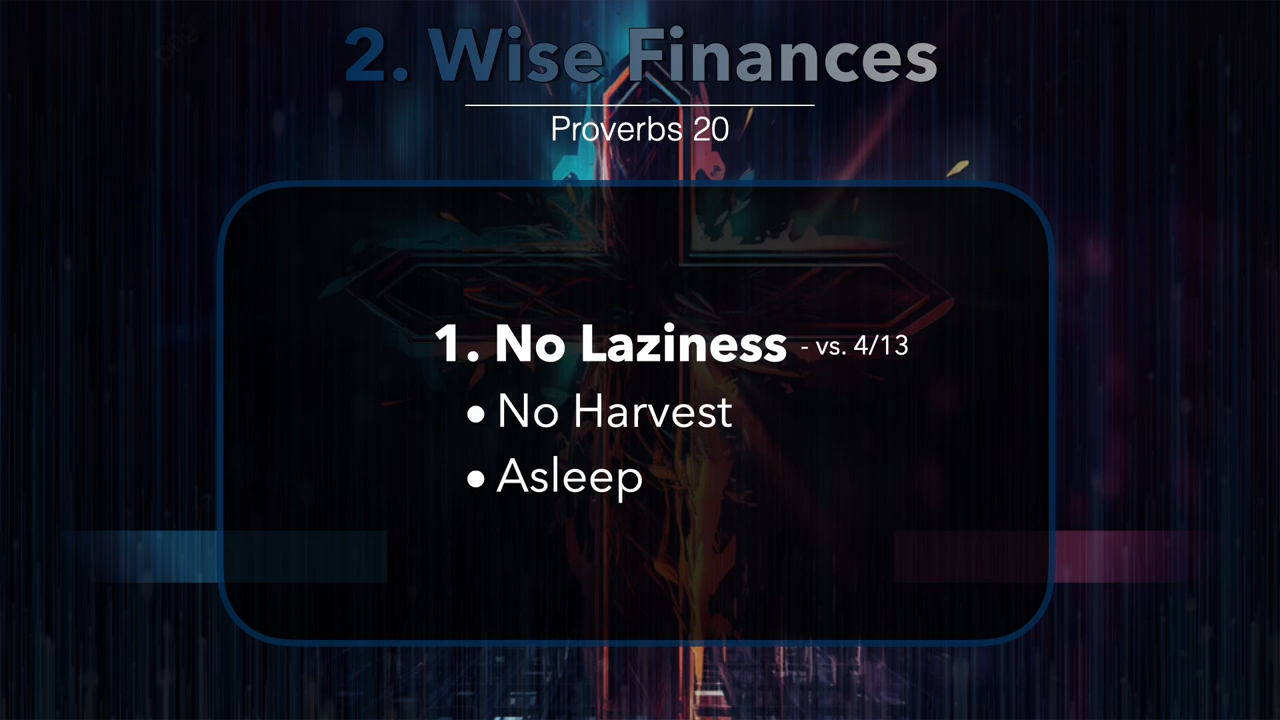 2. Wise Finances
Proverbs 20
1. No Laziness - vs. 4/13
• No Harvest
• Asleep